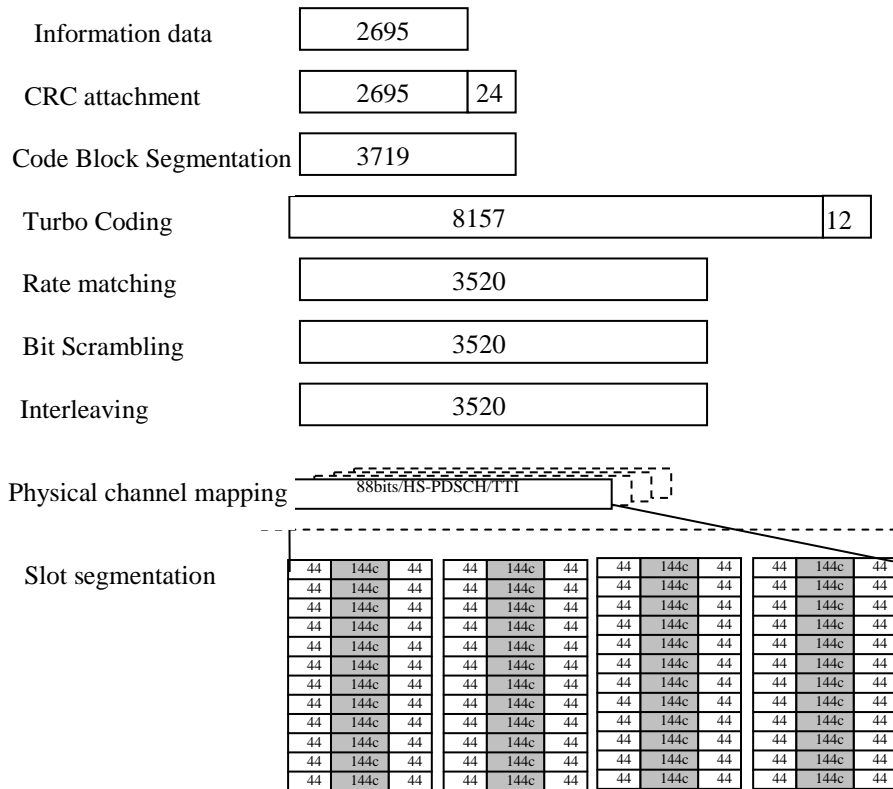 Information data 2695
CRC attachment 2695 24
Code Block Segmentation 3719
Turbo Coding 8157 12
Rate matching 3520
Bit Scrambling 3520
Interleaving 3520
Physical channel mapping 88bits/HS-PDSCH/TTI
Slot segmentation
44 144c 44 44 144c 44 44 144c 44 44 144c 44
44 144c 44 44 144c 44 44 144c 44 44 144c 44
44 144c 44 44 144c 44 44 144c 44 44 144c 44
44 144c 44 44 144c 44 44 144c 44 44 144c 44
44 144c 44 44 144c 44 44 144c 44 44 144c 44
44 144c 44 44 144c 44 44 144c 44 44 144c 44
44 144c 44 44 144c 44 44 144c 44 44 144c 44
44 144c 44 44 144c 44 44 144c 44 44 144c 44
44 144c 44 44 144c 44 44 144c 44 44 144c 44
44 144c 44 44 144c 44 44 144c 44 44 144c 44
44 144c 44 44 144c 44 44 144c 44 44 144c 44
44 144c 44 44 144c 44 44 144c 44 44 144c 44